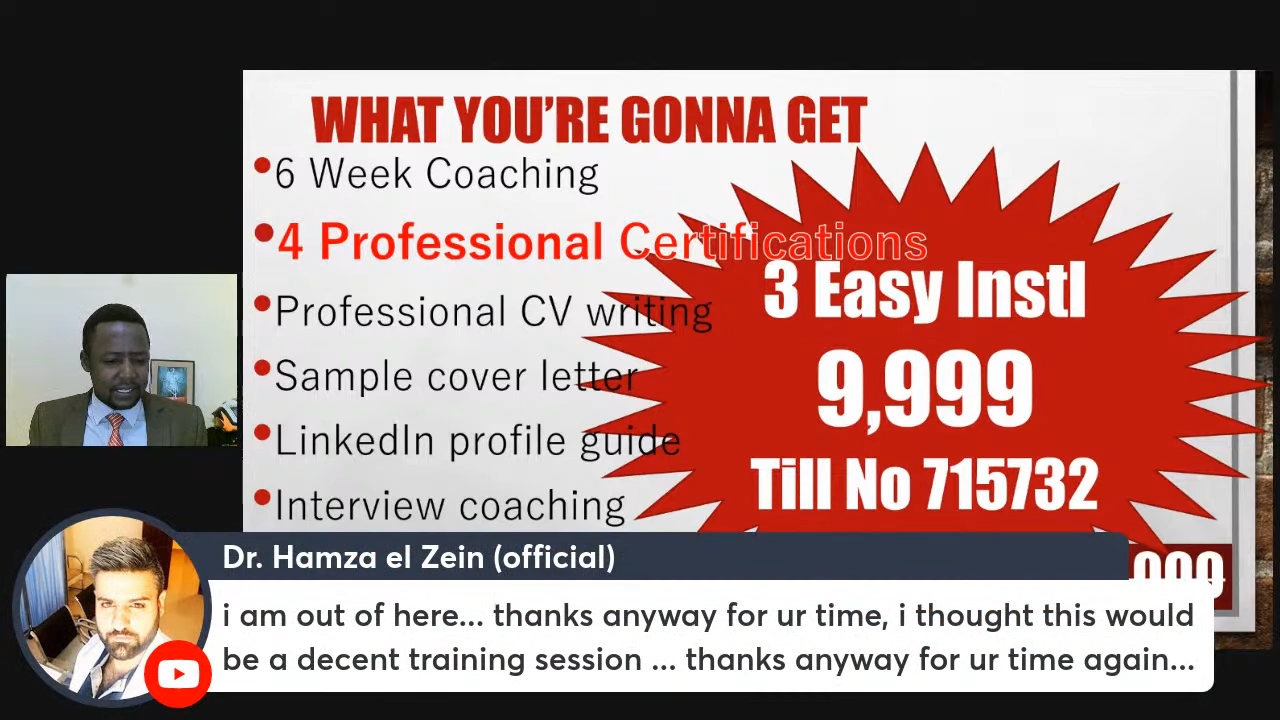 WHAT YOU'RE GONNA GET
•6 Week Coaching
•4 Professional Certifications
•Professional CV writing
•Sample cover letter
•LinkedIn profile guide
•Interview coaching
3 Easy Instl
9,999
Till No 715732
Dr. Hamza el Zein (official)
i am out of here... thanks anyway for ur time, i thought this would
be a decent training session ... thanks anyway for ur time again...